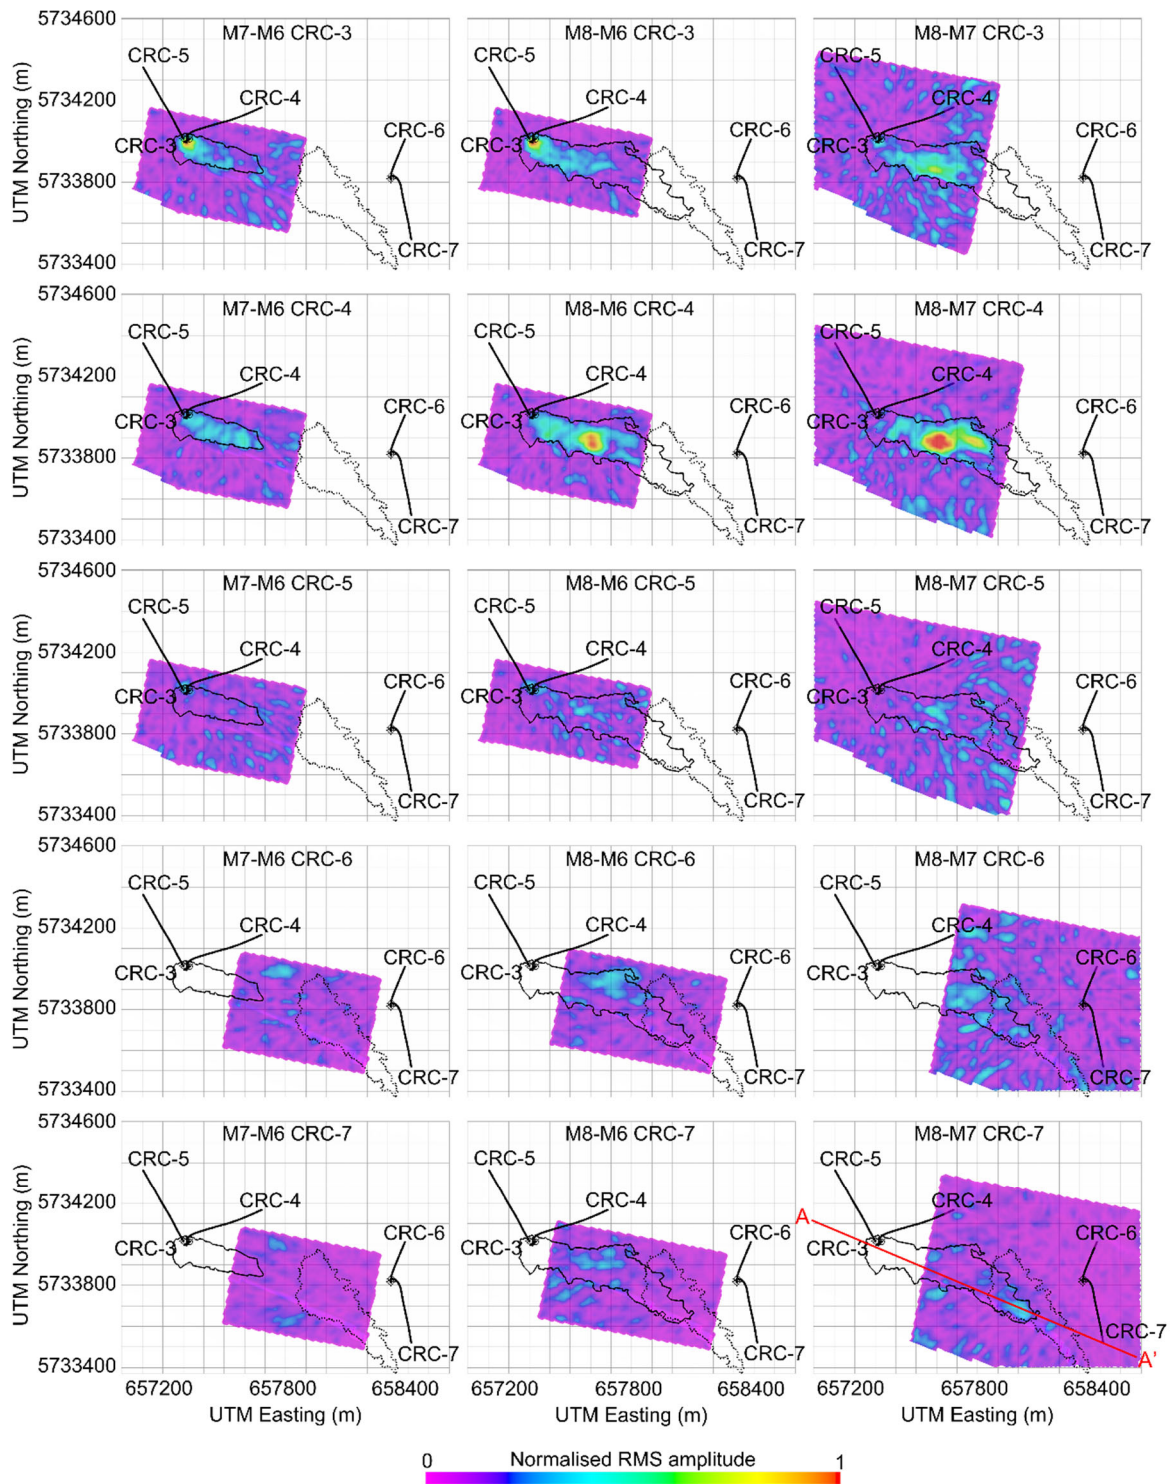 M7-M6 CRC-3 M8-M6 CRC-3 M8-M7 CRC-3
5734600
5734200
5733800
5733400
UTM Northing (m)
CRC-5 CRC-4 CRC-3 CRC-6 CRC-7
CRC-5 CRC-4 CRC-3 CRC-6 CRC-7
CRC-5 CRC-4 CRC-3 CRC-6 CRC-7
M7-M6 CRC-4 M8-M6 CRC-4 M8-M7 CRC-4
5734600
5734200
5733800
5733400
UTM Northing (m)
CRC-5 CRC-4 CRC-3 CRC-6 CRC-7
CRC-5 CRC-4 CRC-3 CRC-6 CRC-7
CRC-5 CRC-4 CRC-3 CRC-6 CRC-7
M7-M6 CRC-5 M8-M6 CRC-5 M8-M7 CRC-5
5734600
5734200
5733800
5733400
UTM Northing (m)
CRC-5 CRC-4 CRC-3 CRC-6 CRC-7
CRC-5 CRC-4 CRC-3 CRC-6 CRC-7
CRC-5 CRC-4 CRC-3 CRC-6 CRC-7
M7-M6 CRC-6 M8-M6 CRC-6 M8-M7 CRC-6
5734600
5734200
5733800
5733400
UTM Northing (m)
CRC-5 CRC-4 CRC-3 CRC-6 CRC-7
CRC-5 CRC-4 CRC-3 CRC-6 CRC-7
CRC-5 CRC-4 CRC-3 CRC-6 CRC-7
M7-M6 CRC-7 M8-M6 CRC-7 M8-M7 CRC-7
5734600
5734200
5733800
5733400
UTM Northing (m)
CRC-5 CRC-4 CRC-3 CRC-6 CRC-7
CRC-5 CRC-4 CRC-3 CRC-6 CRC-7
CRC-5 CRC-4 CRC-3 CRC-6 CRC-7
A A'
657200 657800 658400 657200 657800 658400 657200 657800 658400
UTM Easting (m) UTM Easting (m) UTM Easting (m)
0 Normalised RMS amplitude 1